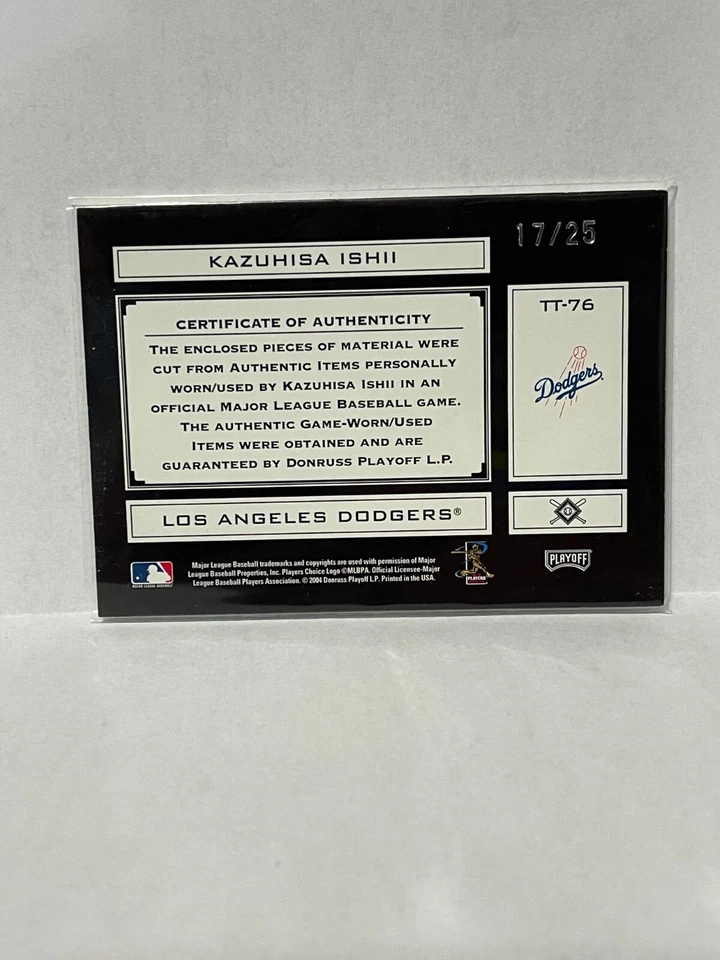 17/25
KAZUHISA ISHII
CERTIFICATE OF AUTHENTICITY
THE ENCLOSED PIECES OF MATERIAL WERE
CUT FROM AUTHENTIC ITEMS PERSONALLY
WORN/USED BY KAZUHISA ISHII IN AN
OFFICIAL MAJOR LEAGUE BASEBALL GAME.
THE AUTHENTIC GAME-WORN/USED
ITEMS WERE OBTAINED AND ARE
GUARANTEED BY DONRUSS PLAYOFF L.P.
TT-76
Dodgers
LOS ANGELES DODGERS®
Major League Baseball trademarks and copyrights are used with permission of Major
League Baseball Properties, Inc. Players Choice Logo ©MLBPA. Official Licensee-Major
League Baseball Players Association. © 2004 Donruss Playoff L.P. Printed in the USA.
MAJOR LEAGUE BASEBALL
PLAYERS
PLAYOFF